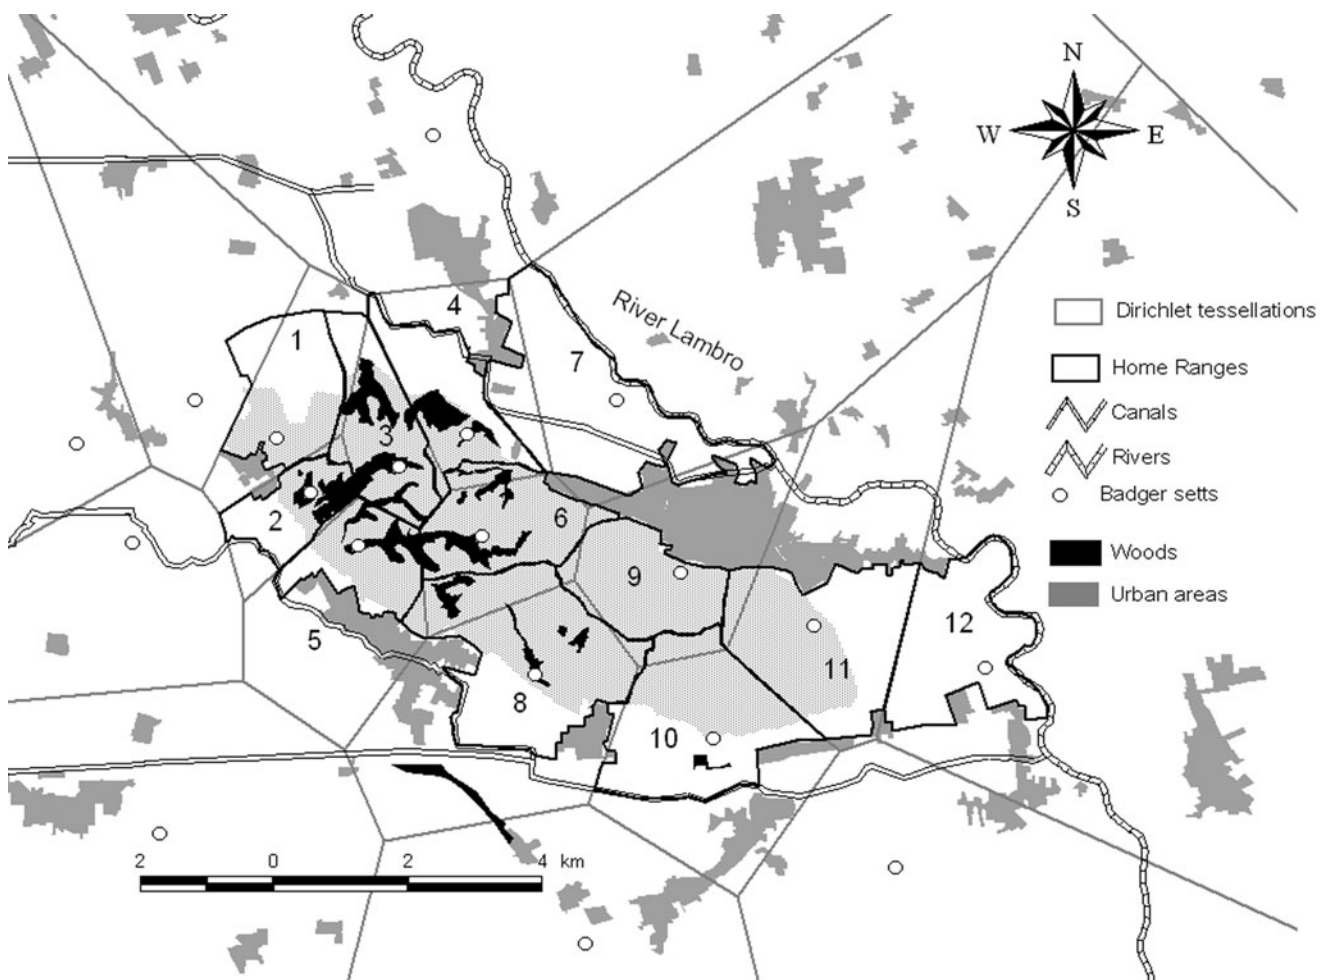 N
W E
S
River Lambro
1
4
7
3
2
6
9
5
8
10
11
12
Dirichlet tessellations
Home Ranges
Canals
Rivers
Badger setts
Woods
Urban areas
2 0 2 4 km